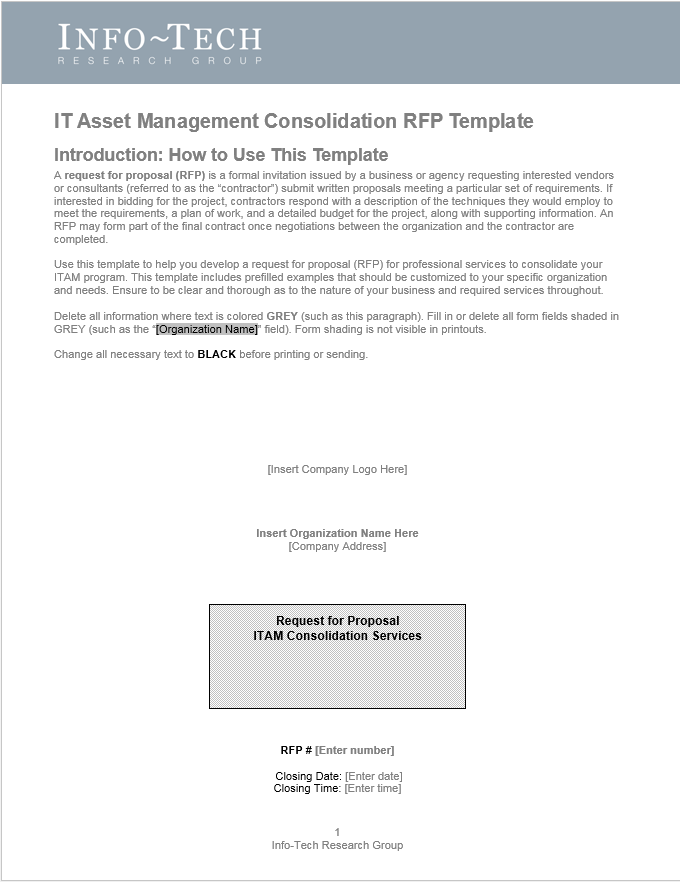 INFO~TECH
RESEARCH GROUP
IT Asset Management Consolidation RFP Template
Introduction: How to Use This Template
A request for proposal (RFP) is a formal invitation issued by a business or agency requesting interested vendors
or consultants (referred to as the “contractor”) submit written proposals meeting a particular set of requirements. If
interested in bidding for the project, contractors respond with a description of the techniques they would employ to
meet the requirements, a plan of work, and a detailed budget for the project, along with supporting information. An
RFP may form part of the final contract once negotiations between the organization and the contractor are
completed.
Use this template to help you develop a request for proposal (RFP) for professional services to consolidate your
ITAM program. This template includes prefilled examples that should be customized to your specific organization
and needs. Ensure to be clear and thorough as to the nature of your business and required services throughout.
Delete all information where text is colored GREY (such as this paragraph). Fill in or delete all form fields shaded in
GREY (such as the “[Organization Name]” field). Form shading is not visible in printouts.
Change all necessary text to BLACK before printing or sending.
[Insert Company Logo Here]
Insert Organization Name Here
[Company Address]
Request for Proposal
ITAM Consolidation Services
RFP # [Enter number]
Closing Date: [Enter date]
Closing Time: [Enter time]
1
Info-Tech Research Group